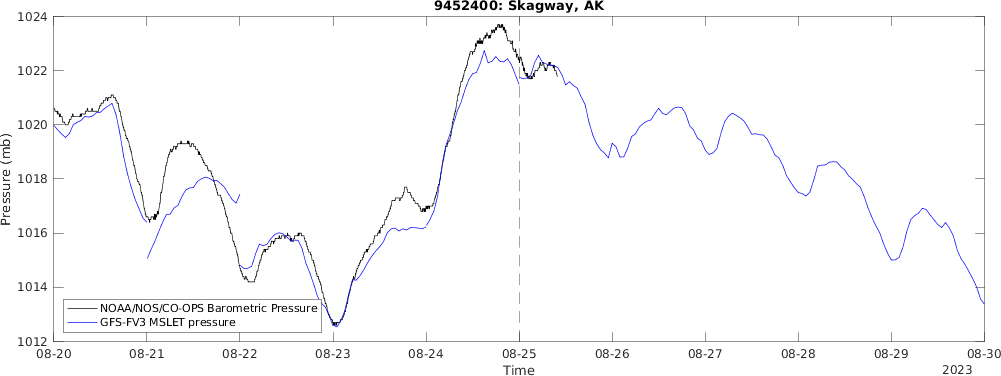 9452400: Skagway, AK
Pressure (mb)
1024
1022
1020
1018
1016
1014
1012
NOAA/NOS/CO-OPS Barometric Pressure
GFS-FV3 MSLET pressure
08-20 08-21 08-22 08-23 08-24 08-25 08-26 08-27 08-28 08-29 08-30
Time
2023